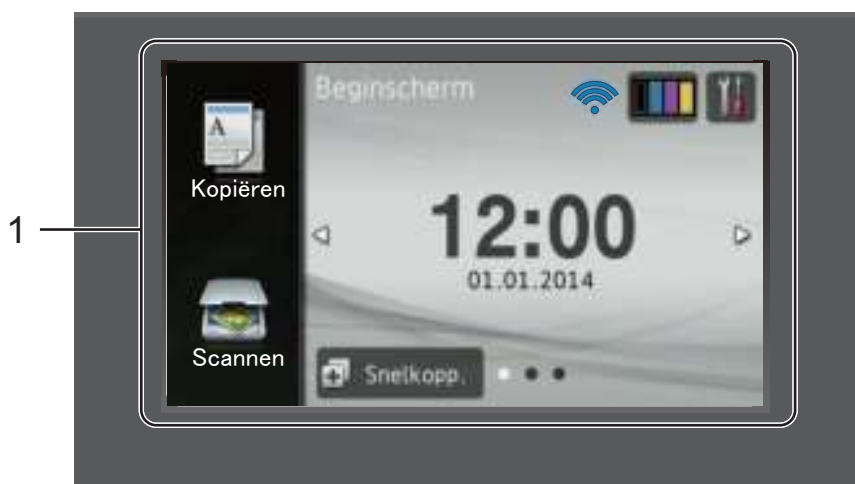 1
Beginscherm
A
Kopiëren
12:00
01.01.2014
Scannen
Snelkopp.